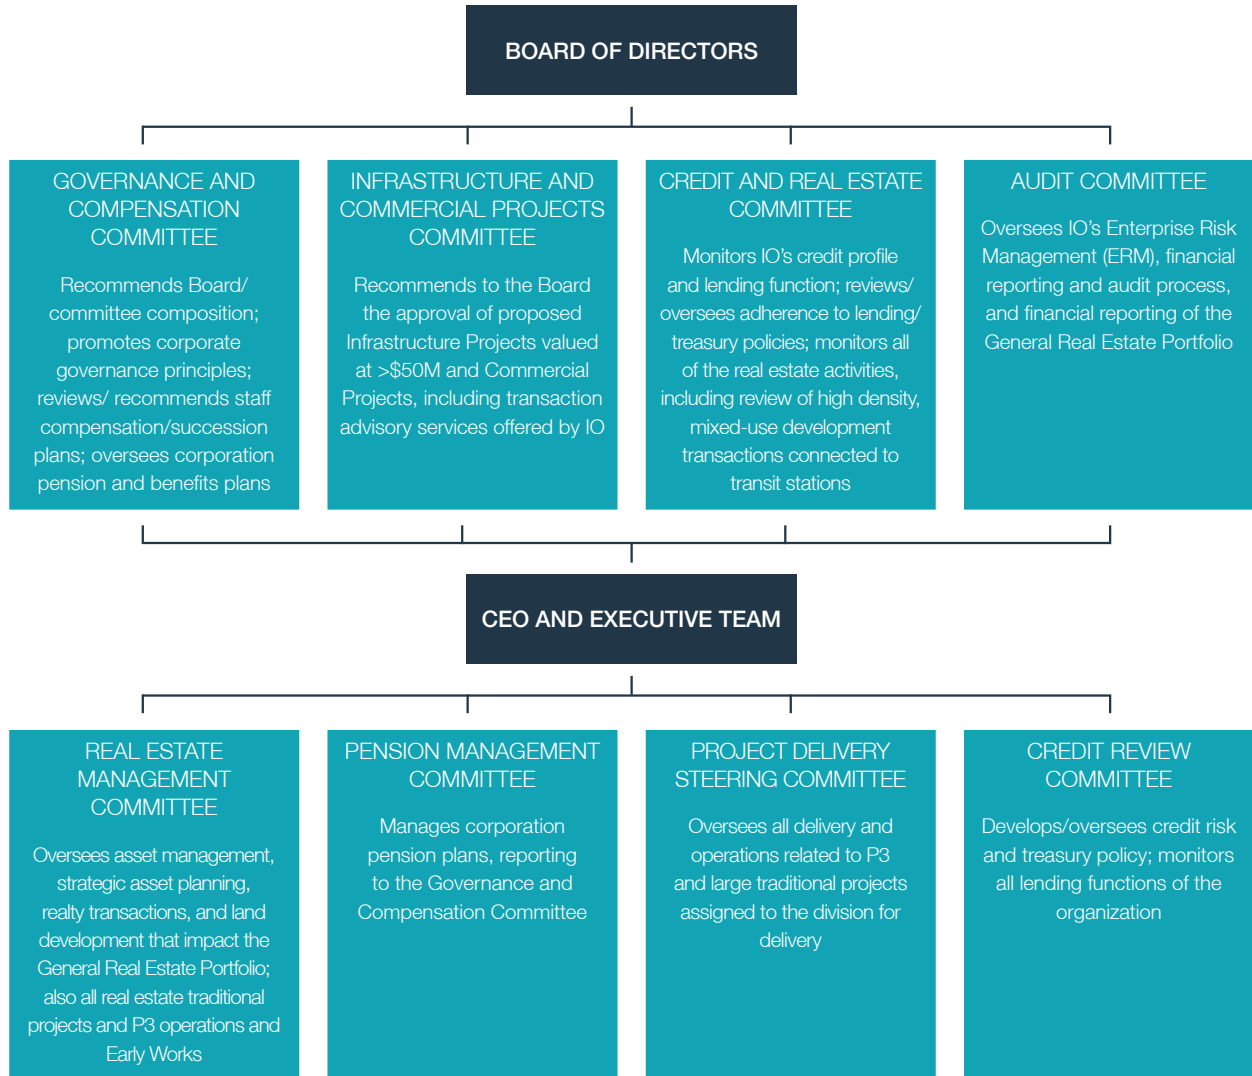 BOARD OF DIRECTORS
GOVERNANCE AND
COMPENSATION
COMMITTEE
Recommends Board/
committee composition;
promotes corporate
governance principles;
reviews/ recommends staff
compensation/succession
plans; oversees corporation
pension and benefits plans
INFRASTRUCTURE AND
COMMERCIAL PROJECTS
COMMITTEE
Recommends to the Board
the approval of proposed
Infrastructure Projects valued
at >$50M and Commercial
Projects, including transaction
advisory services offered by IO
CREDIT AND REAL ESTATE
COMMITTEE
Monitors IO’s credit profile
and lending function; reviews/
oversees adherence to lending/
treasury policies; monitors all
of the real estate activities,
including review of high density,
mixed-use development
transactions connected to
transit stations
AUDIT COMMITTEE
Oversees IO’s Enterprise Risk
Management (ERM), financial
reporting and audit process,
and financial reporting of the
General Real Estate Portfolio
CEO AND EXECUTIVE TEAM
REAL ESTATE
MANAGEMENT
COMMITTEE
Oversees asset management,
strategic asset planning,
realty transactions, and land
development that impact the
General Real Estate Portfolio;
also all real estate traditional
projects and P3 operations and
Early Works
PENSION MANAGEMENT
COMMITTEE
Manages corporation
pension plans, reporting
to the Governance and
Compensation Committee
PROJECT DELIVERY
STEERING COMMITTEE
Oversees all delivery and
operations related to P3
and large traditional projects
assigned to the division for
delivery
CREDIT REVIEW
COMMITTEE
Develops/oversees credit risk
and treasury policy; monitors
all lending functions of the
organization